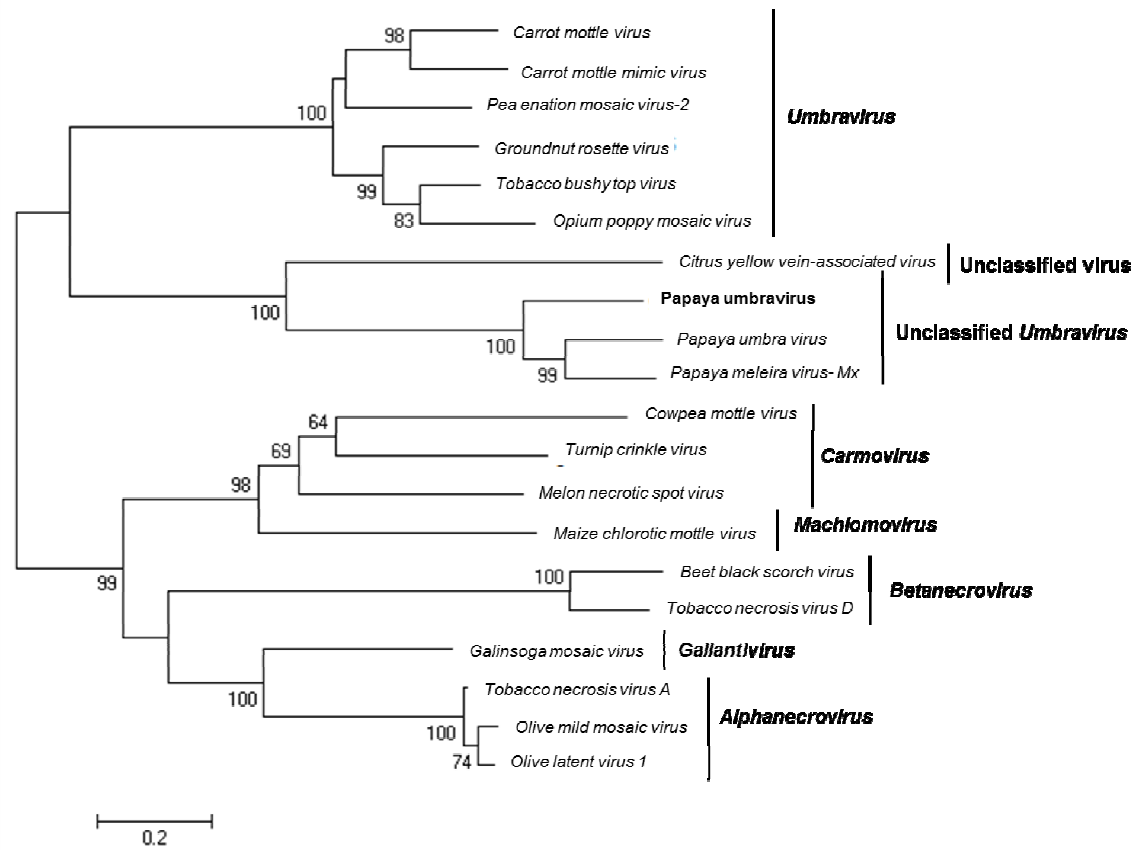 98
Carrot mottle virus
Carrot mottle mimic virus
100
Pea enation mosaic virus-2
Umbravirus
Groundnut rosette virus
99
Tobacco bushy top virus
83
Opium poppy mosaic virus
Citrus yellow vein-associated virus
Unclassified virus
100
Papaya umbravirus
Unclassified Umbravirus
100
Papaya umbra virus
99
Papaya meleira virus- Mx
64
Cowpea mottle virus
69
Turnip crinkle virus
Carmovirus
98
Melon necrotic spot virus
Maize chlorotic mottle virus
Machlomovirus
99
100
Beet black scorch virus
Betanecrovirus
Tobacco necrosis virus D
Galinsoga mosaic virus
Gallantivirus
100
Tobacco necrosis virus A
Alphanecrovirus
100
Olive mild mosaic virus
74
Olive latent virus 1
0.2